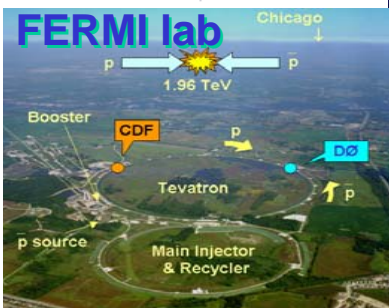 FERMI lab
Chicago
↓
p p̄
1.96 TeV
Booster
CDF
p
DØ
Tevatron
p̄
p̄ source
Main Injector
& Recycler